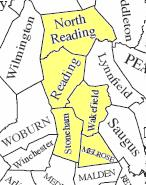 North
Reading
Wilmington
Reading
Lynnfield
WOBURN
Wakefield
Stoneham
Saugus
Winchester
MELROSE
MALDEN